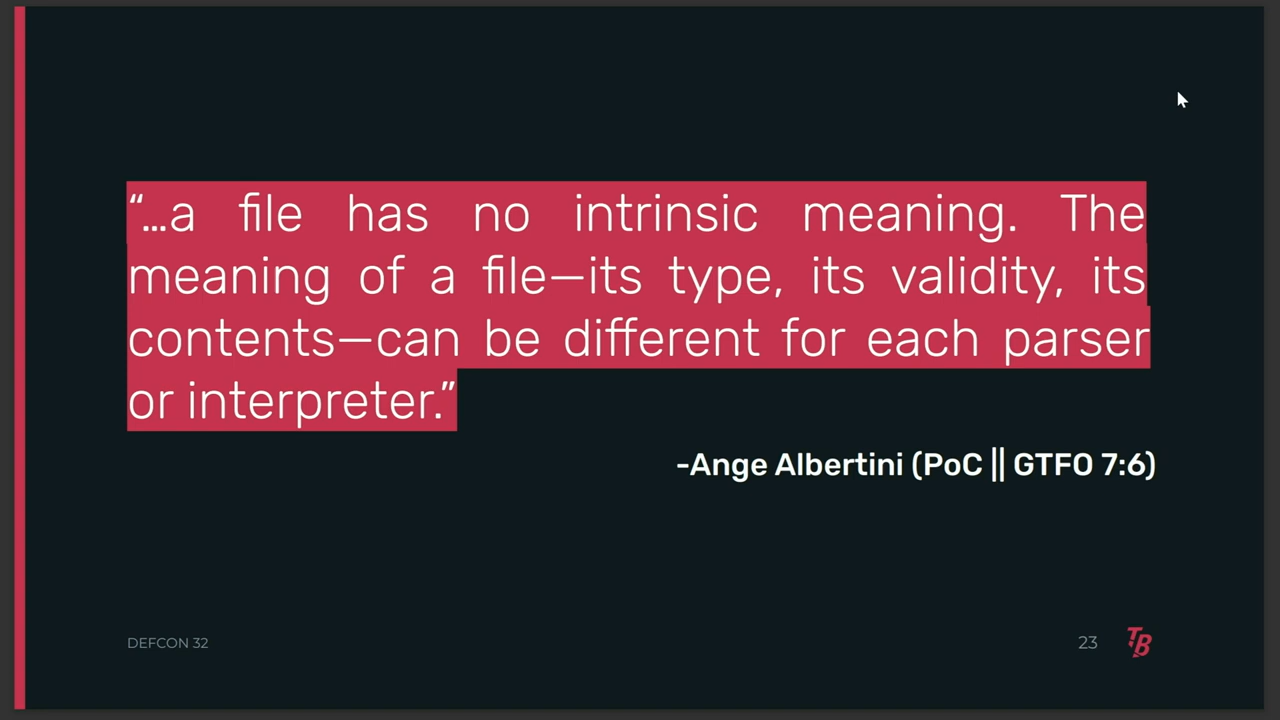 “…a file has no intrinsic meaning. The
meaning of a file—its type, its validity, its
contents—can be different for each parser
or interpreter.”
-Ange Albertini (PoC || GTFO 7:6)
DEFCON 32
23
TB